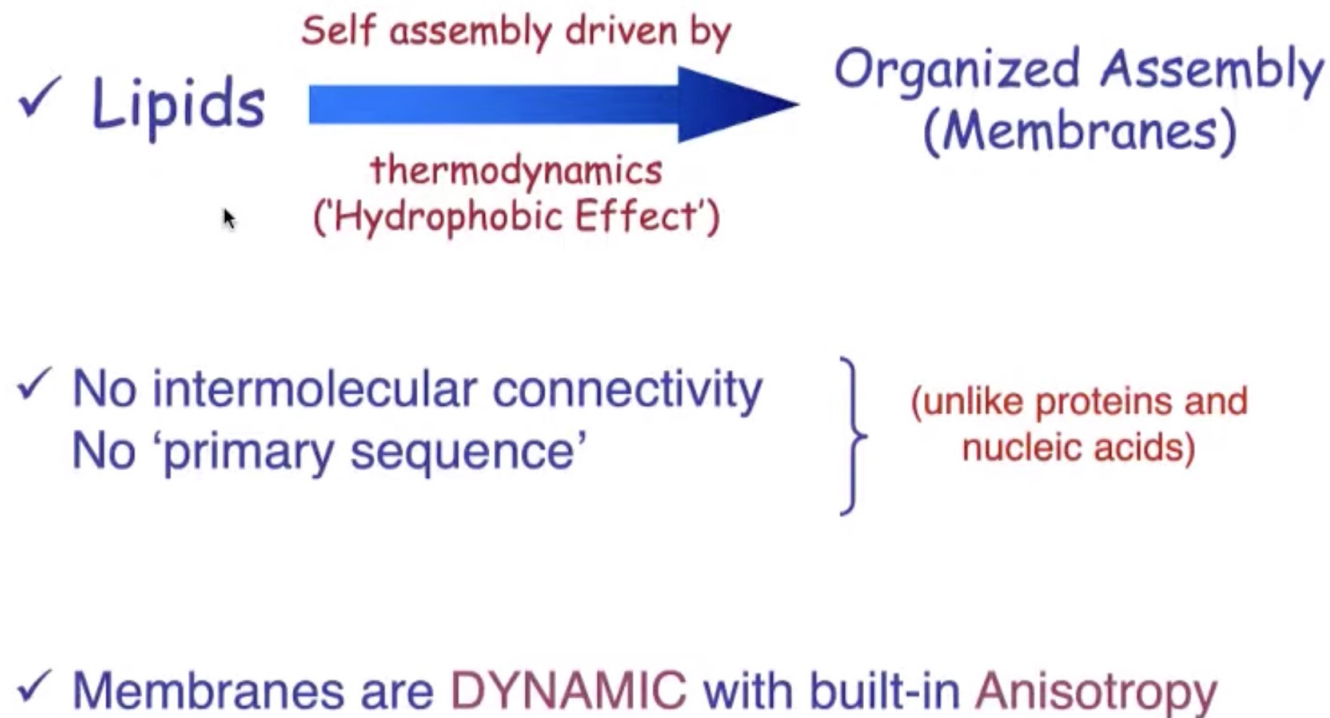 Self assembly driven by
✓ Lipids
Organized Assembly
(Membranes)
thermodynamics
(‘Hydrophobic Effect’)
✓ No intermolecular connectivity
No ‘primary sequence’
(unlike proteins and
nucleic acids)
✓ Membranes are DYNAMIC with built-in Anisotropy